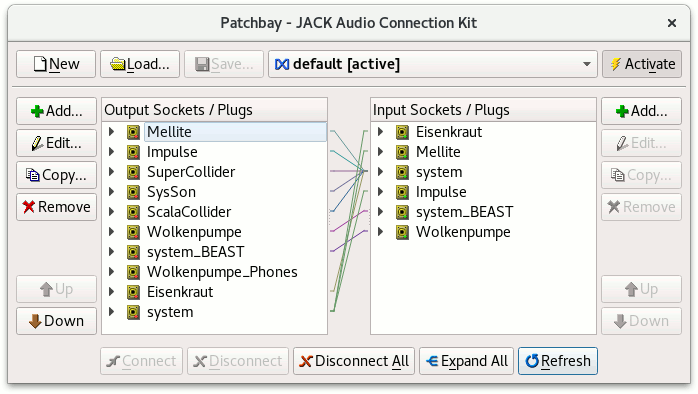 Patchbay - JACK Audio Connection Kit
New Load... Save... default [active] Activate
Add... Output Sockets / Plugs Input Sockets / Plugs Add...
Mellite Eisenkraut
Edit... Impulse Mellite Edit...
Copy... SuperCollider system Copy...
SysSon Impulse
Remove ScalaCollider system_BEAST Remove
Wolkenpumpe Wolkenpumpe
system_BEAST
Wolkenpumpe_Phones
Up Eisenkraut Up
Down system Down
Connect Disconnect Disconnect All Expand All Refresh